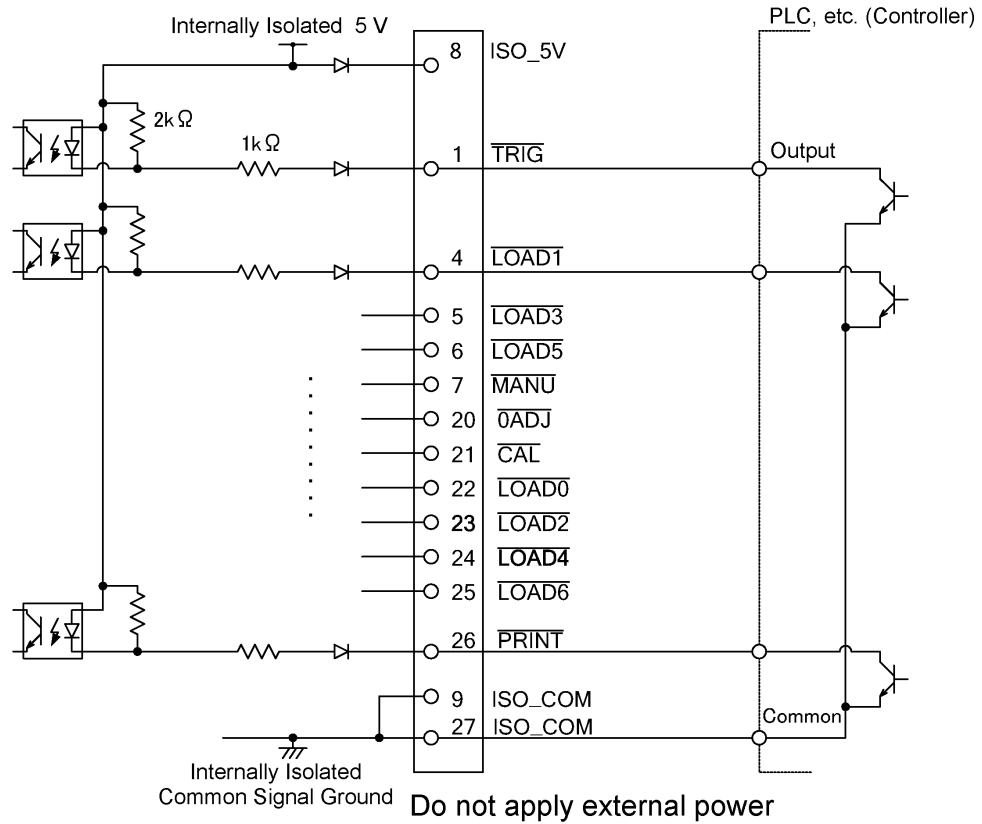 PLC, etc. (Controller)
Internally Isolated 5 V
8 ISO_5V
2kΩ
1kΩ
1 TRIG
Output
4 LOAD1
5 LOAD3
6 LOAD5
7 MANU
20 0ADJ
21 CAL
22 LOAD0
23 LOAD2
24 LOAD4
25 LOAD6
26 PRINT
9 ISO_COM
27 ISO_COM
Common
Internally Isolated
Common Signal Ground
Do not apply external power